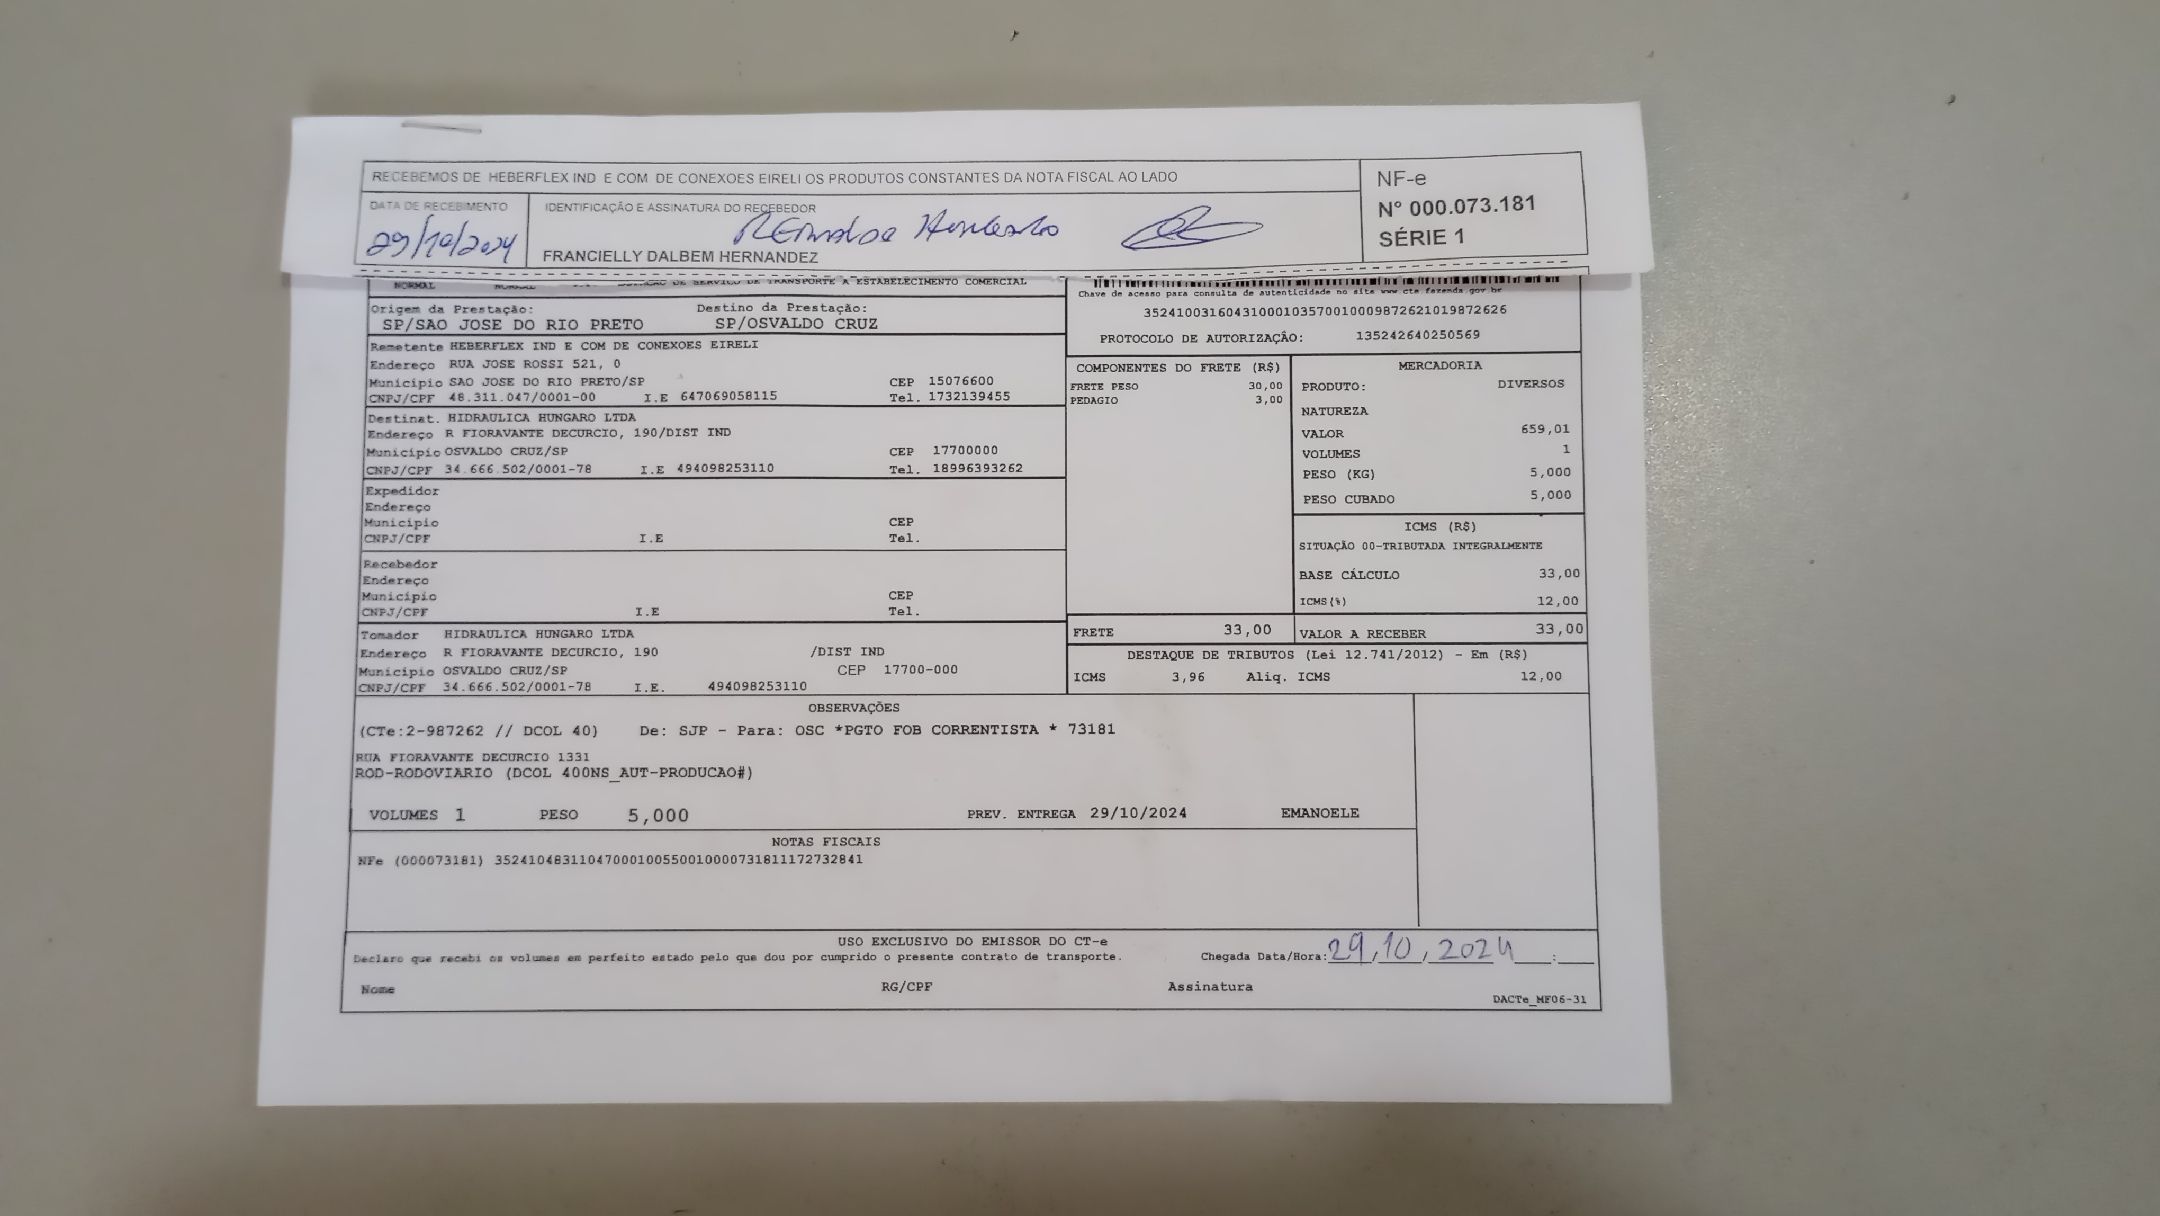 RECEBEMOS DE HEBERFLEX IND E COM DE CONEXOES EIRELI OS PRODUTOS CONSTANTES DA NOTA FISCAL AO LADO
NF-e
Nº 000.073.181
SÉRIE 1
DATA DE RECEBIMENTO
29/10/2024
IDENTIFICAÇÃO E ASSINATURA DO RECEBEDOR
FRANCIELLY DALBEM HERNANDEZ
NORMAL NORMAL DE SERVIÇO DE TRANSPORTE A ESTABELECIMENTO COMERCIAL
Chave de acesso para consulta de autenticidade no site www.cte.fazenda.gov.br
35241003160431000103570010009872621019872626
PROTOCOLO DE AUTORIZAÇÃO: 135242640250569
Origem da Prestação: Destino da Prestação:
SP/SAO JOSE DO RIO PRETO SP/OSVALDO CRUZ
Remetente HEBERFLEX IND E COM DE CONEXOES EIRELI
Endereço RUA JOSE ROSSI 521, 0
Município SAO JOSE DO RIO PRETO/SP CEP 15076600
CNPJ/CPF 48.311.047/0001-00 I.E 647069058115 Tel. 1732139455
Destinat. HIDRAULICA HUNGARO LTDA
Endereço R FIORAVANTE DECURCIO, 190/DIST IND
Município OSVALDO CRUZ/SP CEP 17700000
CNPJ/CPF 34.666.502/0001-78 I.E 494098253110 Tel. 18996393262
Expedidor
Endereço
Município CEP
CNPJ/CPF I.E Tel.
Recebedor
Endereço
Município CEP
CNPJ/CPF I.E Tel.
Tomador HIDRAULICA HUNGARO LTDA
Endereço R FIORAVANTE DECURCIO, 190 /DIST IND
Município OSVALDO CRUZ/SP CEP 17700-000
CNPJ/CPF 34.666.502/0001-78 I.E. 494098253110
COMPONENTES DO FRETE (R$)
FRETE PESO 30,00
PEDAGIO 3,00
FRETE 33,00
MERCADORIA
PRODUTO: DIVERSOS
NATUREZA
VALOR 659,01
VOLUMES 1
PESO (KG) 5,000
PESO CUBADO 5,000
ICMS (R$)
SITUAÇÃO 00-TRIBUTADA INTEGRALMENTE
BASE CÁLCULO 33,00
ICMS(%) 12,00
VALOR A RECEBER 33,00
DESTAQUE DE TRIBUTOS (Lei 12.741/2012) - Em (R$)
ICMS 3,96 Aliq. ICMS 12,00
OBSERVAÇÕES
(CTe:2-987262 // DCOL 40) De: SJP - Para: OSC *PGTO FOB CORRENTISTA * 73181
RUA FIORAVANTE DECURCIO 1331
ROD-RODOVIARIO (DCOL 400NS_AUT-PRODUCAO#)
VOLUMES 1 PESO 5,000 PREV. ENTREGA 29/10/2024 EMANOELE
NOTAS FISCAIS
NFe (000073181) 35241048311047000100550010000731811172732841
USO EXCLUSIVO DO EMISSOR DO CT-e
Declaro que recebi os volumes em perfeito estado pelo que dou por cumprido o presente contrato de transporte.
Chegada Data/Hora: 29/10/2024 :
Nome RG/CPF Assinatura
DACTe_MF06-31